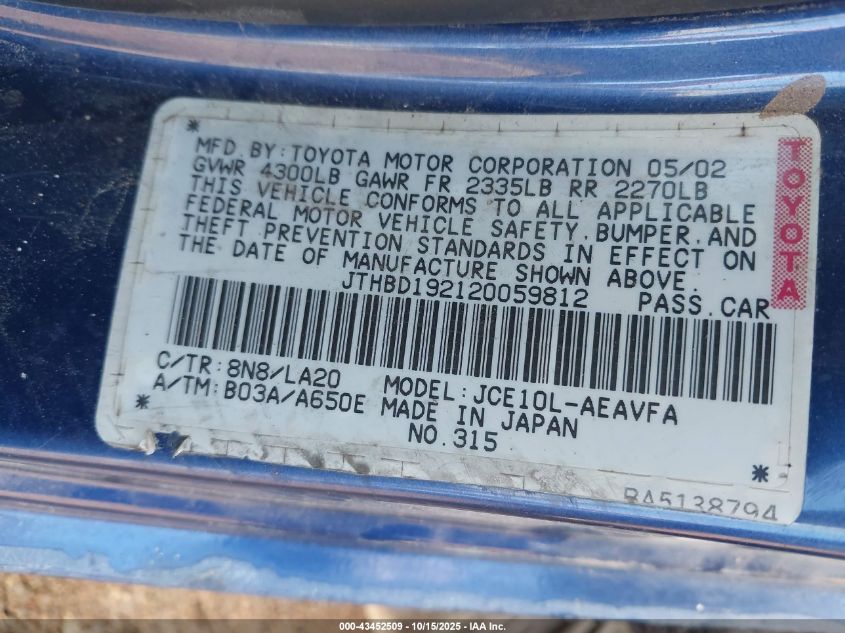 *
MFD BY: TOYOTA MOTOR CORPORATION 05/02
GVWR 4300LB GAWR FR 2335LB RR 2270LB
THIS VEHICLE CONFORMS TO ALL APPLICABLE
FEDERAL MOTOR VEHICLE SAFETY, BUMPER, AND
THEFT PREVENTION STANDARDS IN EFFECT ON
THE DATE OF MANUFACTURE SHOWN ABOVE.
JTHBD192120059812 PASS. CAR
TOYOTA
C/TR: 8N8/LA20 MODEL: JCE10L-AEAVFA
A/TM: B03A/A650E MADE IN JAPAN
* NO. 315 *
BA5138794
000-43452509 - 10/15/2025 - IAA Inc.